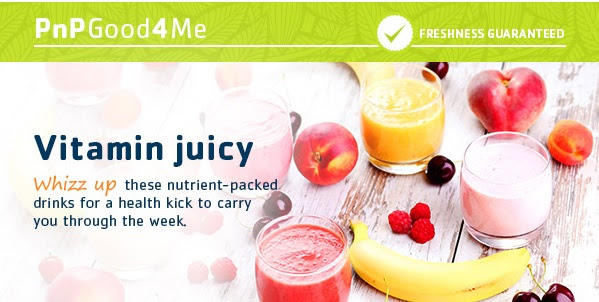 PnPGood4Me
FRESHNESS GUARANTEED
Vitamin juicy
Whizz up these nutrient-packed
drinks for a health kick to carry
you through the week.